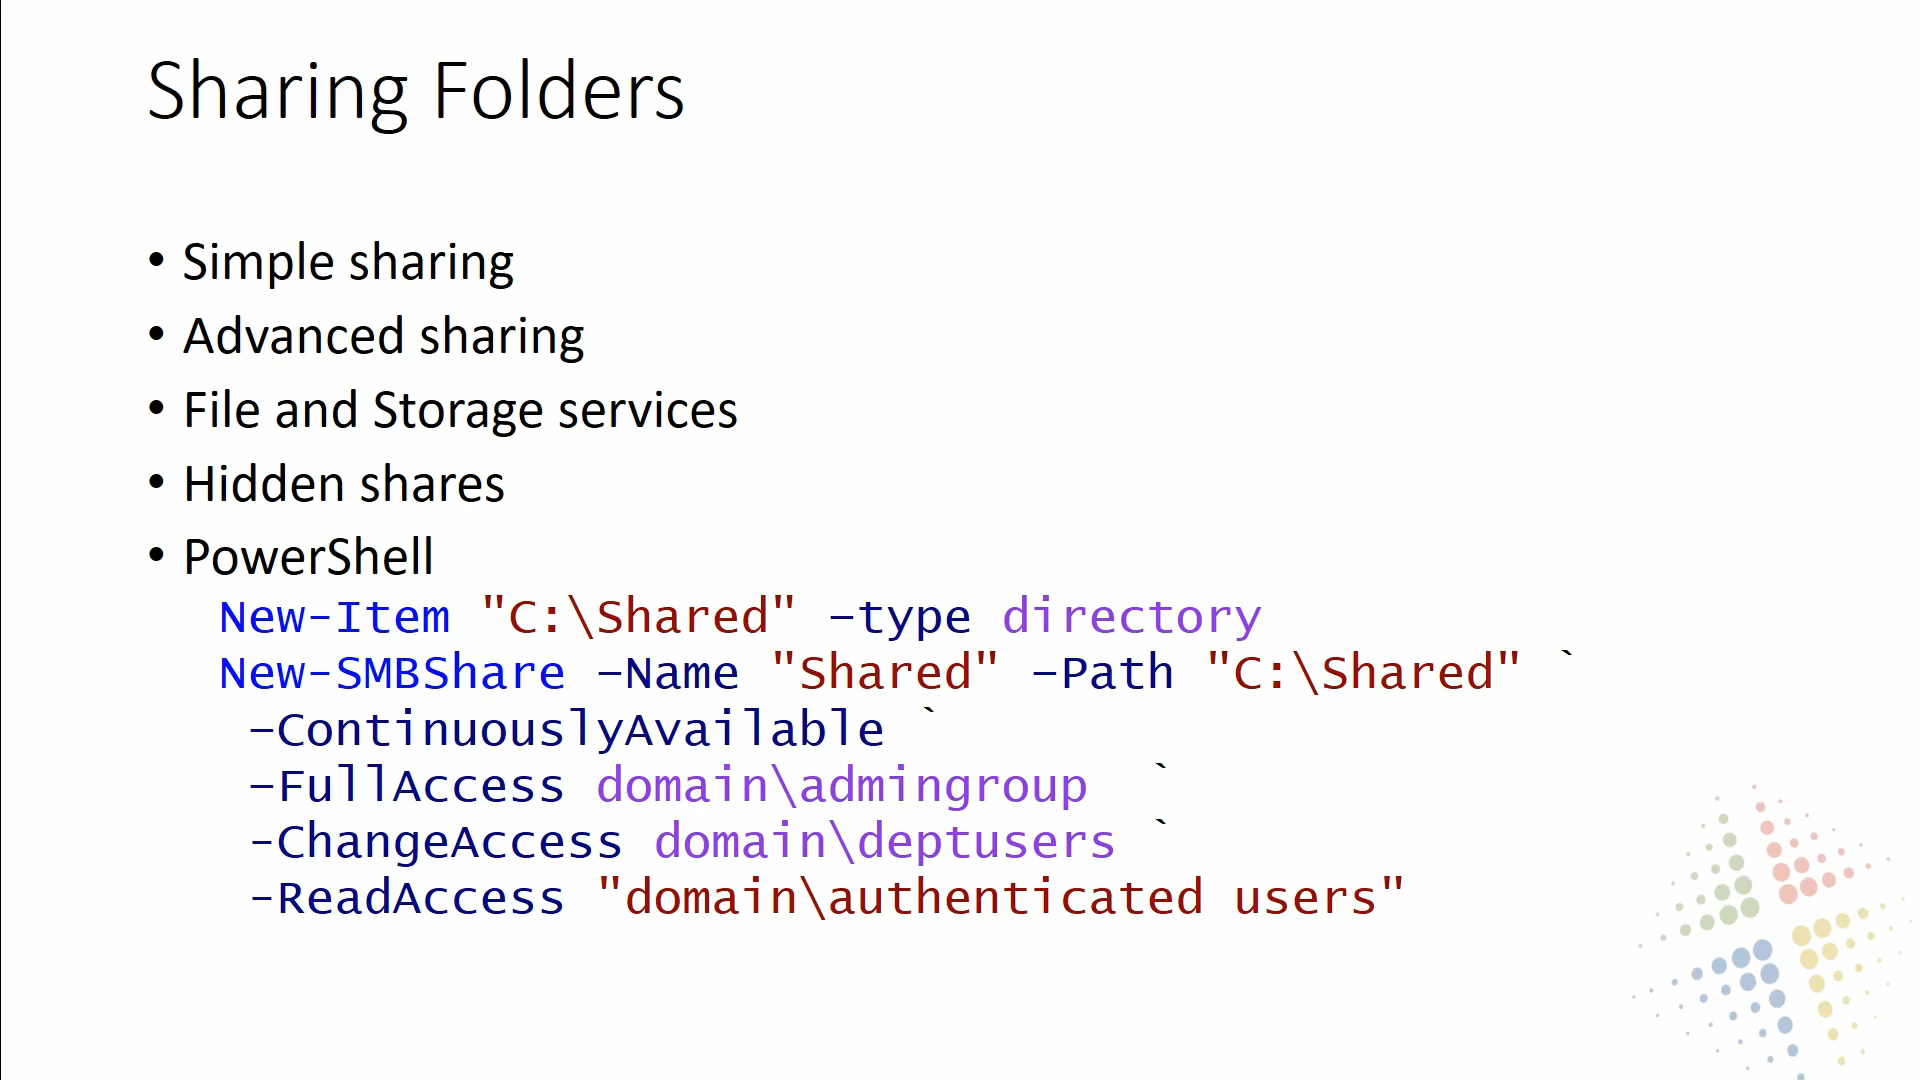 Sharing Folders
• Simple sharing
• Advanced sharing
• File and Storage services
• Hidden shares
• PowerShell
New-Item "C:\Shared" –type directory
New-SMBShare –Name "Shared" –Path "C:\Shared" `
–ContinuouslyAvailable `
–FullAccess domain\admingroup `
-ChangeAccess domain\deptusers `
-ReadAccess "domain\authenticated users"